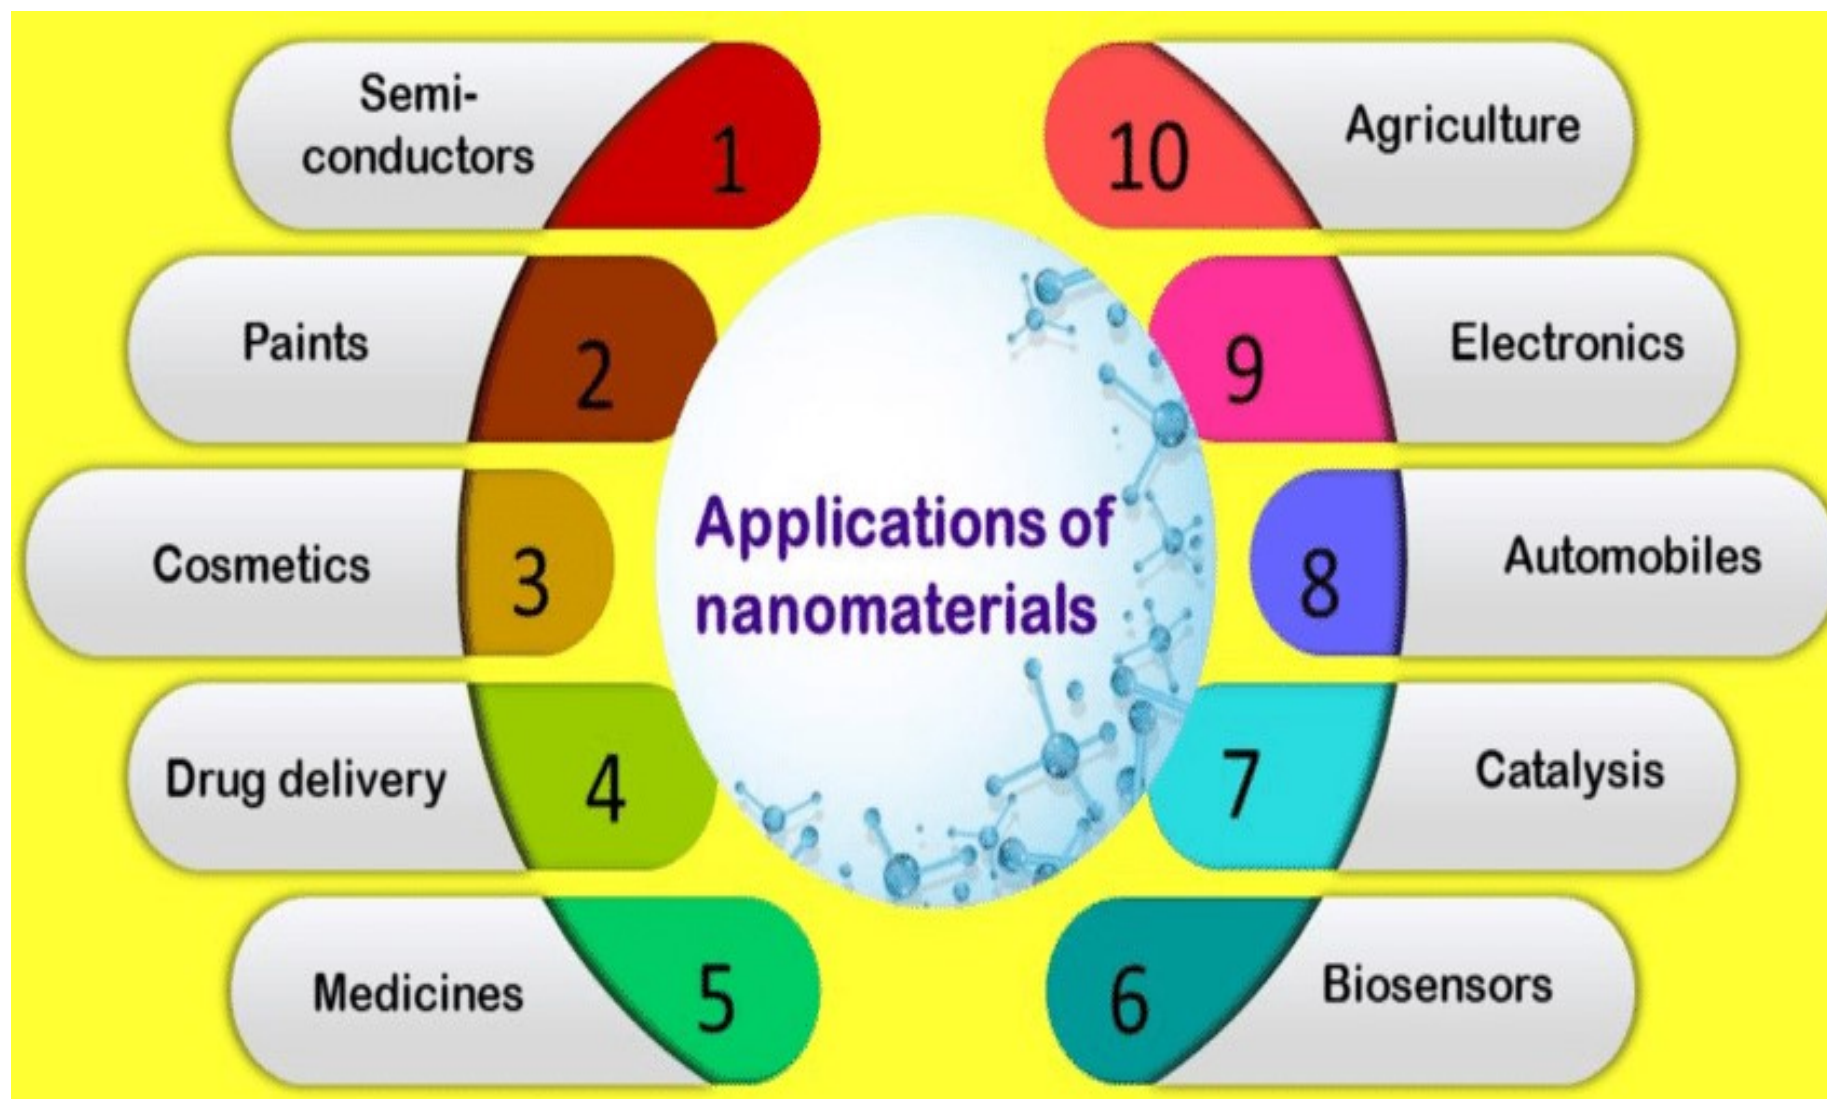 Semi-
conductors
1
Paints
2
Cosmetics
3
Drug delivery
4
Medicines
5
Applications of
nanomaterials
10
Agriculture
9
Electronics
8
Automobiles
7
Catalysis
6
Biosensors